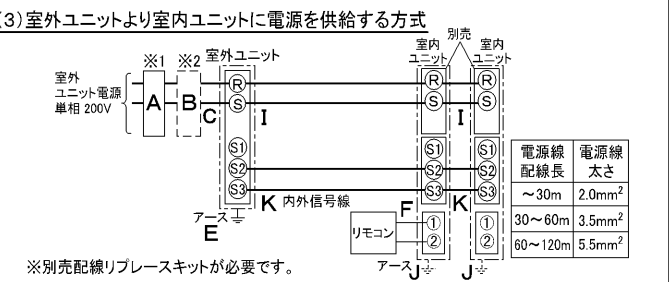 (3)室外ユニットより室内ユニットに電源を供給する方式
別売
※1 ※2 室外ユニット 室内ユニット 室内ユニット
室外
ユニット電源
単相200V
A B C I I
R R R
S S S
S1 S1 S1
S2 S2 S2
S3 S3 S3
K 内外信号線 F K
アース
E
リモコン
① ①
② ②
アース J J
電源線配線長 電源線太さ
~30m 2.0mm²
30~60m 3.5mm²
60~120m 5.5mm²
※別売配線リプレースキットが必要です。